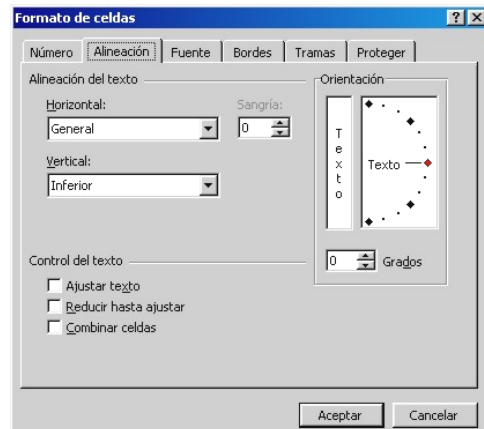 Formato de celdas
Número Alineación Fuente Bordes Tramas Proteger
Alineación del texto
Horizontal:
General
Sangría:
0
Vertical:
Inferior
Orientación
Texto
Texto
0 Grados
Control del texto
Ajustar texto
Reducir hasta ajustar
Combinar celdas
Aceptar Cancelar